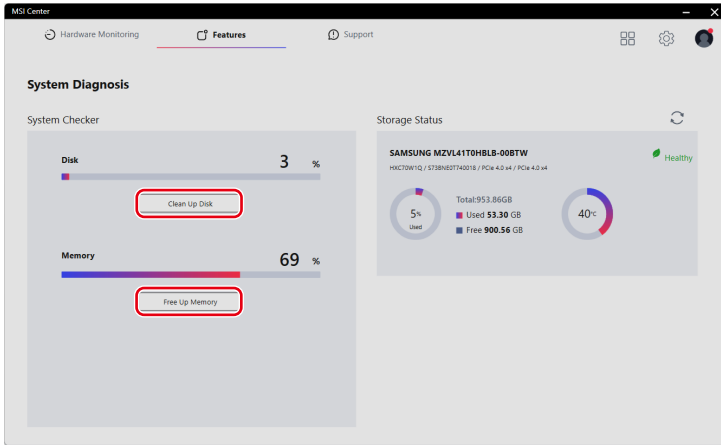 MSI Center
Hardware Monitoring
Features
Support
System Diagnosis
System Checker
Disk
3 %
Clean Up Disk
Memory
69 %
Free Up Memory
Storage Status
SAMSUNG MZVL41T0HBLB-00BTW
HXC70W1Q / S73BNE0T740018 / PCIe 4.0 x4 / PCIe 4.0 x4
Healthy
5%
Used
Total:953.86GB
Used 53.30 GB
Free 900.56 GB
40°C